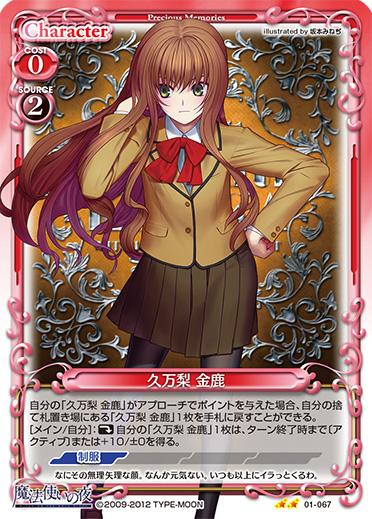 Precious Memories
Character
illustrated by 坂本みねぢ
COST
0
SOURCE
2
久万梨 金鹿
自分の「久万梨 金鹿」がアプローチでポイントを与えた場合、自分の捨
て札置き場にある「久万梨 金鹿」1枚を手札に戻すことができる。
[メイン/自分]: 自分の「久万梨 金鹿」1枚は、ターン終了時まで[ア
クティブ]または+10/±0を得る。
制服
なにその無理矢理な顔。なんか元気ない。いつも以上にイラっとくるわ。
魔法使いの夜
©2009-2012 TYPE-MOON
01-067